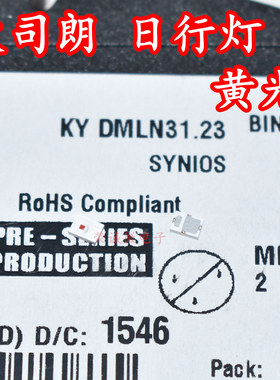 司朗 日行灯
黄光
KY DMLN31.23
BIN
SYNIOS
RoHS Compliant
PRE-SERIES
PRODUCTION
2
D) D/C: 1546
Pack: